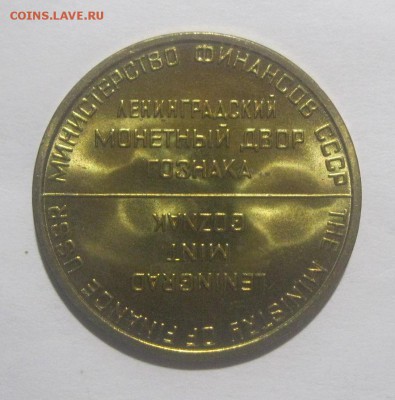 COINS.LAVE.RU
МИНИСТЕРСТВО ФИНАНСОВ СССР
ЛЕНИНГРАДСКИЙ
МОНЕТНЫЙ ДВОР
ГОЗНАКА
THE MINISTRY OF FINANCE USSR
LENINGRAD
MINT
GOZNAK